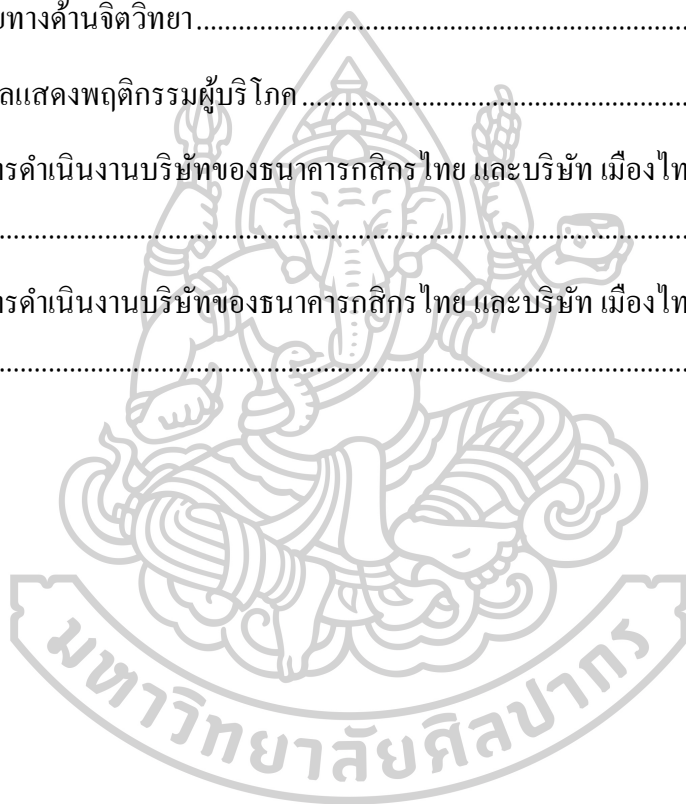 ยทางด้านจิตวิทยา
ลแสดงพฤติกรรมผู้บริโภค
ารดำเนินงานบริษัทของธนาคารกสิกรไทย และบริษัท เมืองไท
ารดำเนินงานบริษัทของธนาคารกสิกรไทย และบริษัท เมืองไท
มหาวิทยาลัยศิลปากร